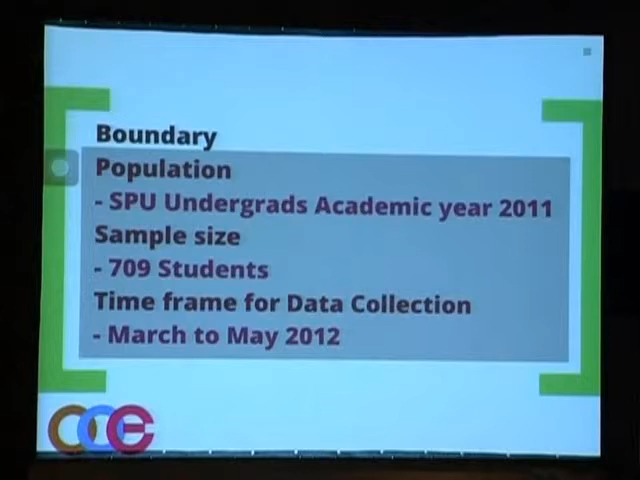 Boundary
Population
- SPU Undergrads Academic year 2011
Sample size
- 709 Students
Time frame for Data Collection
- March to May 2012